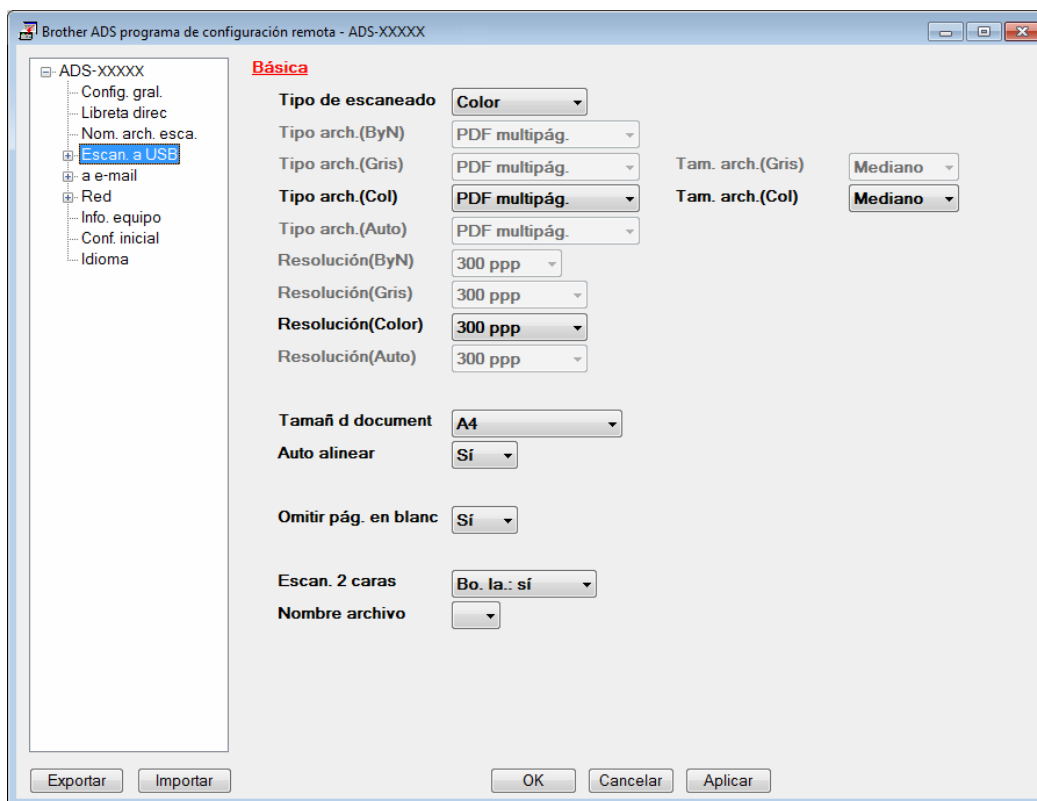 Brother ADS programa de configuración remota - ADS-XXXXX
ADS-XXXXX
Config. gral.
Libreta direc
Nom. arch. esca.
Escan. a USB
a e-mail
Red
Info. equipo
Conf. inicial
Idioma
Básica
Tipo de escaneado Color
Tipo arch.(ByN) PDF multipág.
Tipo arch.(Gris) PDF multipág. Tam. arch.(Gris) Mediano
Tipo arch.(Col) PDF multipág. Tam. arch.(Col) Mediano
Tipo arch.(Auto) PDF multipág.
Resolución(ByN) 300 ppp
Resolución(Gris) 300 ppp
Resolución(Color) 300 ppp
Resolución(Auto) 300 ppp
Tamañ d document A4
Auto alinear Sí
Omitir pág. en blanc Sí
Escan. 2 caras Bo. la.: sí
Nombre archivo
Exportar Importar OK Cancelar Aplicar